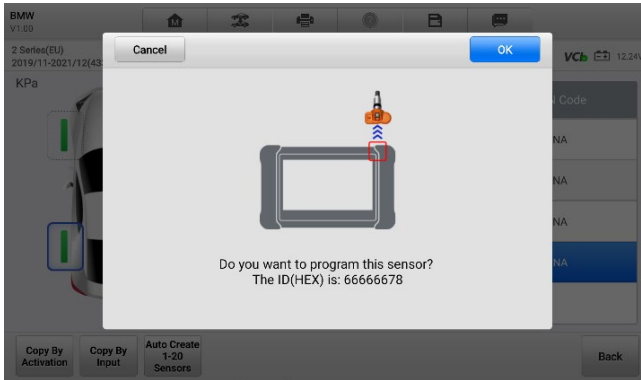 BMW
V1.60
2 Series(EU)
2019/11-2021/12(43
Cancel
OK
VCI 12.24V
KPa
Code
NA
NA
NA
NA
Do you want to program this sensor?
The ID(HEX) is: 66666678
Copy By
Activation
Copy By
Input
Auto Create
1-20
Sensors
Back